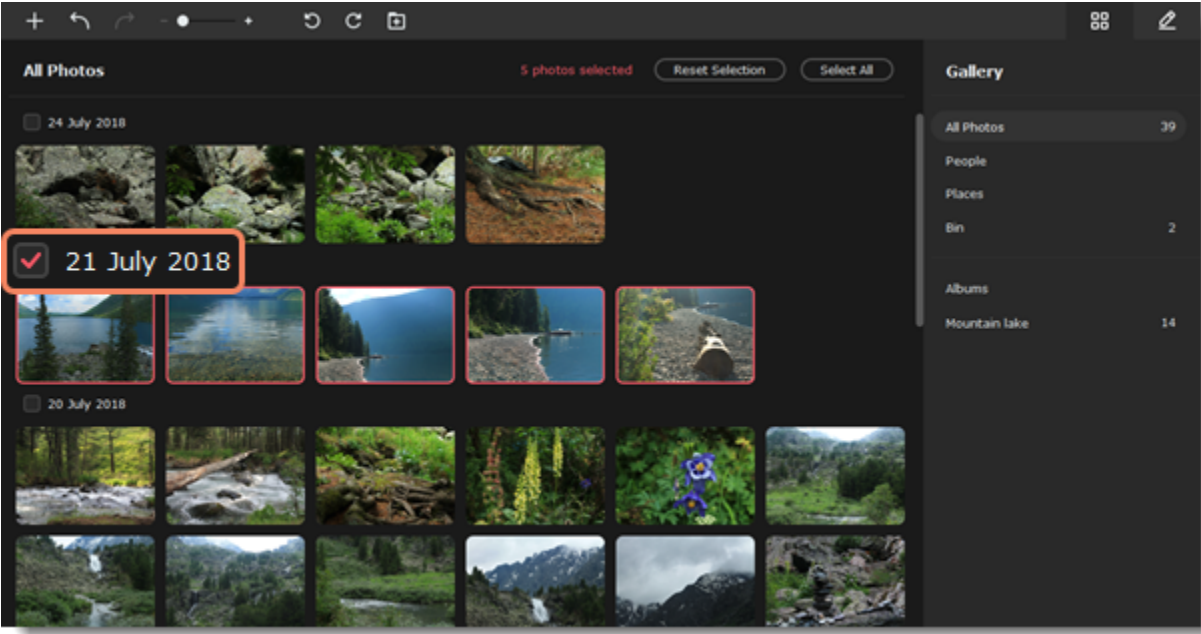 All Photos
5 photos selected
Reset Selection
Select All
24 July 2018
21 July 2018
20 July 2018
Gallery
All Photos 39
People
Places
Bin 2
Albums
Mountain lake 14